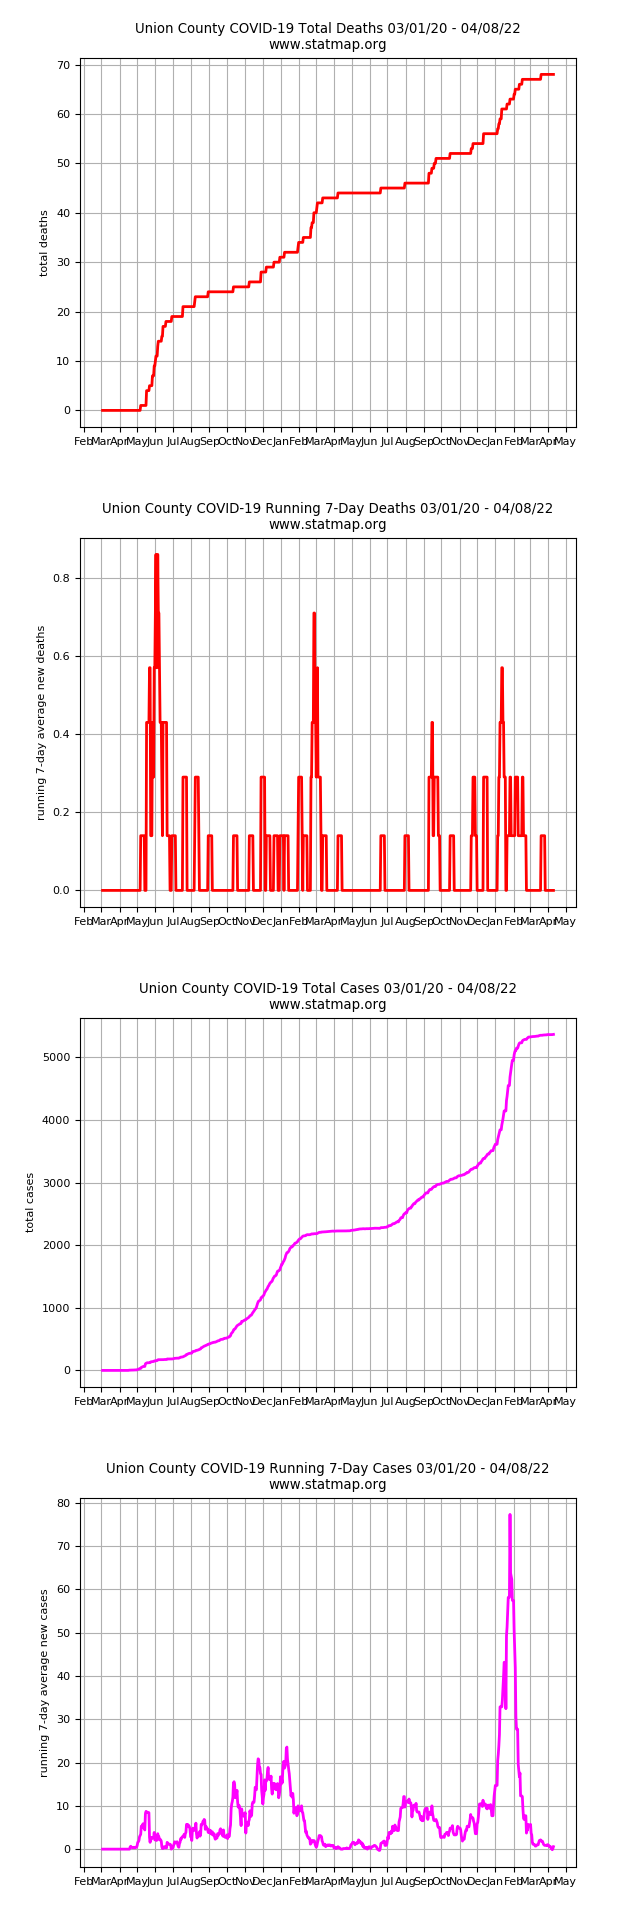 Union County COVID-19 Total Deaths 03/01/20 - 04/08/22
www.statmap.org
70
60
50
40
30
20
10
0
total deaths
Feb Mar Apr May Jun Jul Aug Sep Oct Nov Dec Jan Feb Mar Apr May Jun Jul Aug Sep Oct Nov Dec Jan Feb Mar Apr May
Union County COVID-19 Running 7-Day Deaths 03/01/20 - 04/08/22
www.statmap.org
0.8
0.6
0.4
0.2
0.0
running 7-day average new deaths
Feb Mar Apr May Jun Jul Aug Sep Oct Nov Dec Jan Feb Mar Apr May Jun Jul Aug Sep Oct Nov Dec Jan Feb Mar Apr May
Union County COVID-19 Total Cases 03/01/20 - 04/08/22
www.statmap.org
5000
4000
3000
2000
1000
0
total cases
Feb Mar Apr May Jun Jul Aug Sep Oct Nov Dec Jan Feb Mar Apr May Jun Jul Aug Sep Oct Nov Dec Jan Feb Mar Apr May
Union County COVID-19 Running 7-Day Cases 03/01/20 - 04/08/22
www.statmap.org
80
70
60
50
40
30
20
10
0
running 7-day average new cases
Feb Mar Apr May Jun Jul Aug Sep Oct Nov Dec Jan Feb Mar Apr May Jun Jul Aug Sep Oct Nov Dec Jan Feb Mar Apr May